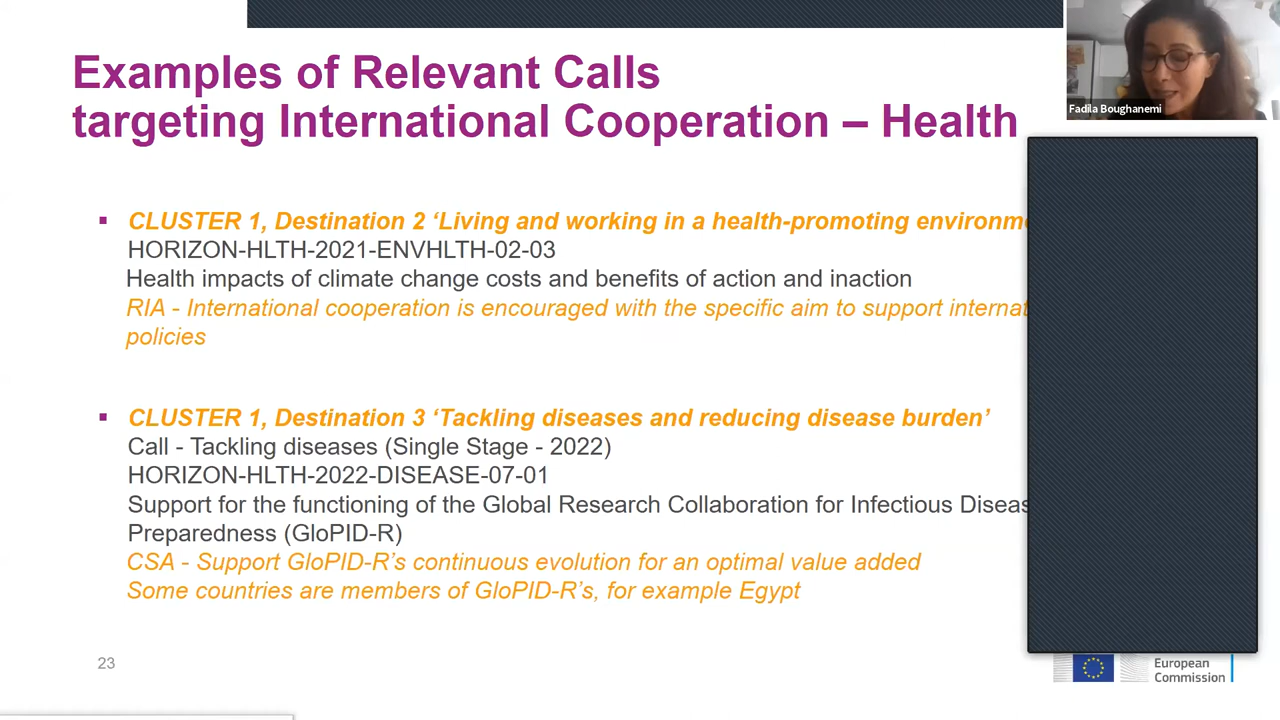 Examples of Relevant Calls
targeting International Cooperation – Health
Fadila Boughanemi
▪ CLUSTER 1, Destination 2 ‘Living and working in a health-promoting
HORIZON-HLTH-2021-ENVHLTH-02-03
Health impacts of climate change costs and benefits of action and inaction
RIA - International cooperation is encouraged with the specific aim to support
policies
▪ CLUSTER 1, Destination 3 ‘Tackling diseases and reducing disease burden’
Call - Tackling diseases (Single Stage - 2022)
HORIZON-HLTH-2022-DISEASE-07-01
Support for the functioning of the Global Research Collaboration for Infectious
Preparedness (GloPID-R)
CSA - Support GloPID-R’s continuous evolution for an optimal value added
Some countries are members of GloPID-R’s, for example Egypt
23
European
Commission